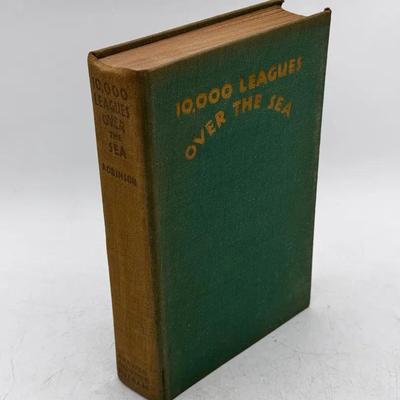 10,000
LEAGUES
OVER
THE
SEA
ROBINSON
10,000 LEAGUES
OVER THE SEA